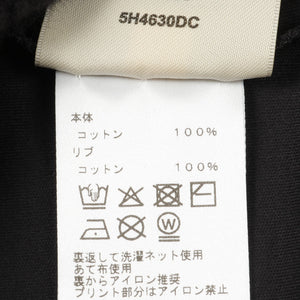 5H4630DC
本体
コットン 100%
リブ
コットン 100%
W
裏返して洗濯ネット使用
あて布使用
裏からアイロン推奨
プリント部分はアイロン禁止